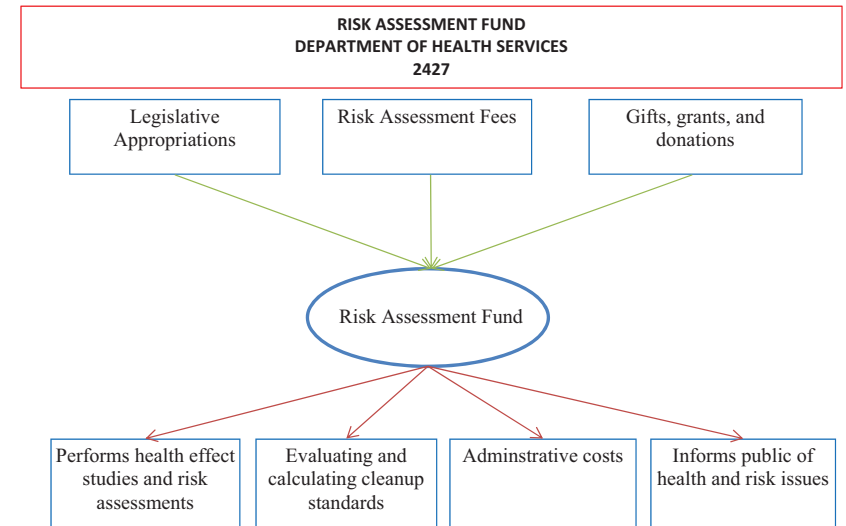 RISK ASSESSMENT FUND
DEPARTMENT OF HEALTH SERVICES
2427
Legislative
Appropriations
Risk Assessment Fees
Gifts, grants, and
donations
Risk Assessment Fund
Performs health effect
studies and risk
assessments
Evaluating and
calculating cleanup
standards
Adminstrative costs
Informs public of
health and risk issues